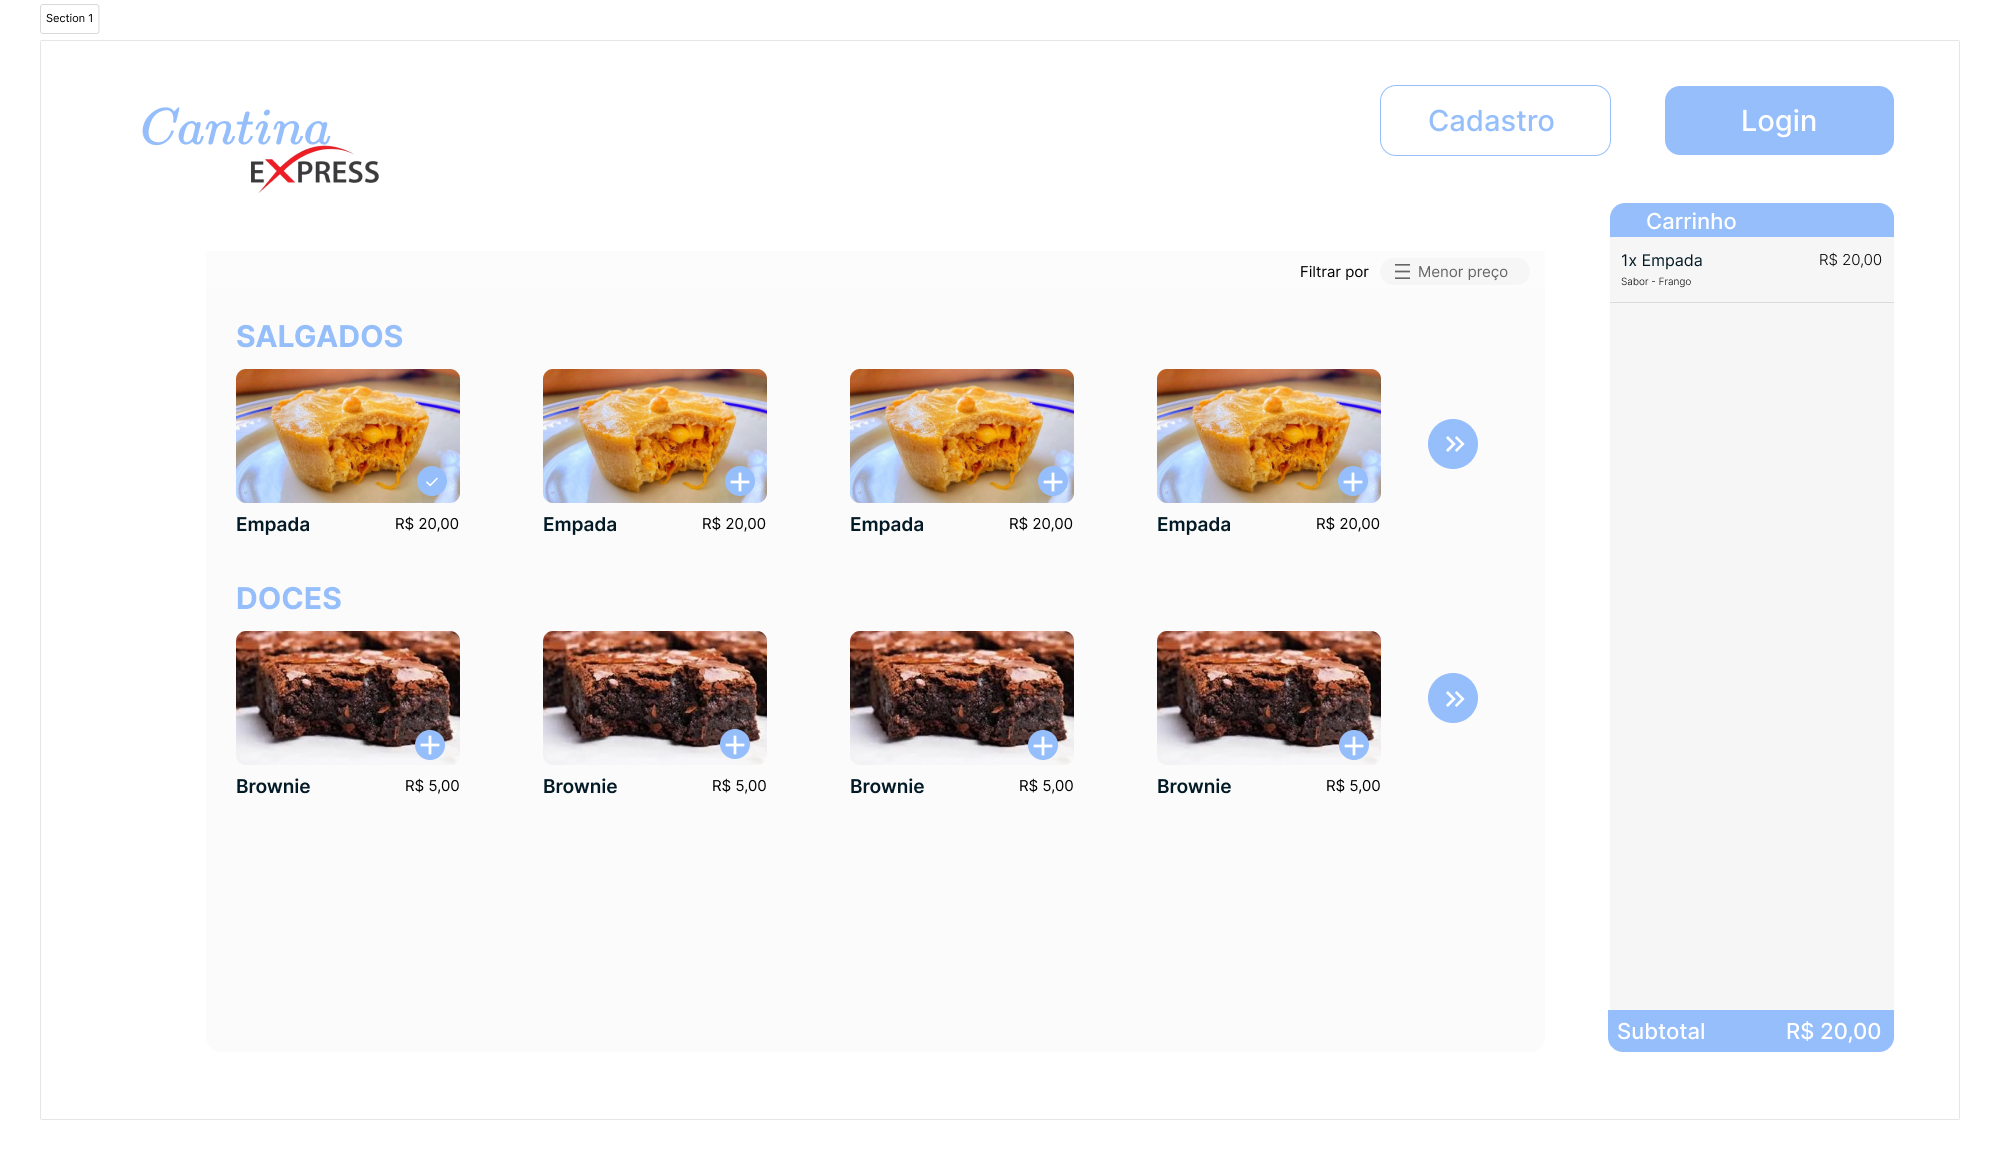 Section 1
Cantina
EXPRESS
Cadastro
Login
Carrinho
1x Empada R$ 20,00
Sabor - Frango
Filtrar por Menor preço
SALGADOS
Empada R$ 20,00 Empada R$ 20,00 Empada R$ 20,00 Empada R$ 20,00
DOCES
Brownie R$ 5,00 Brownie R$ 5,00 Brownie R$ 5,00 Brownie R$ 5,00
Subtotal R$ 20,00